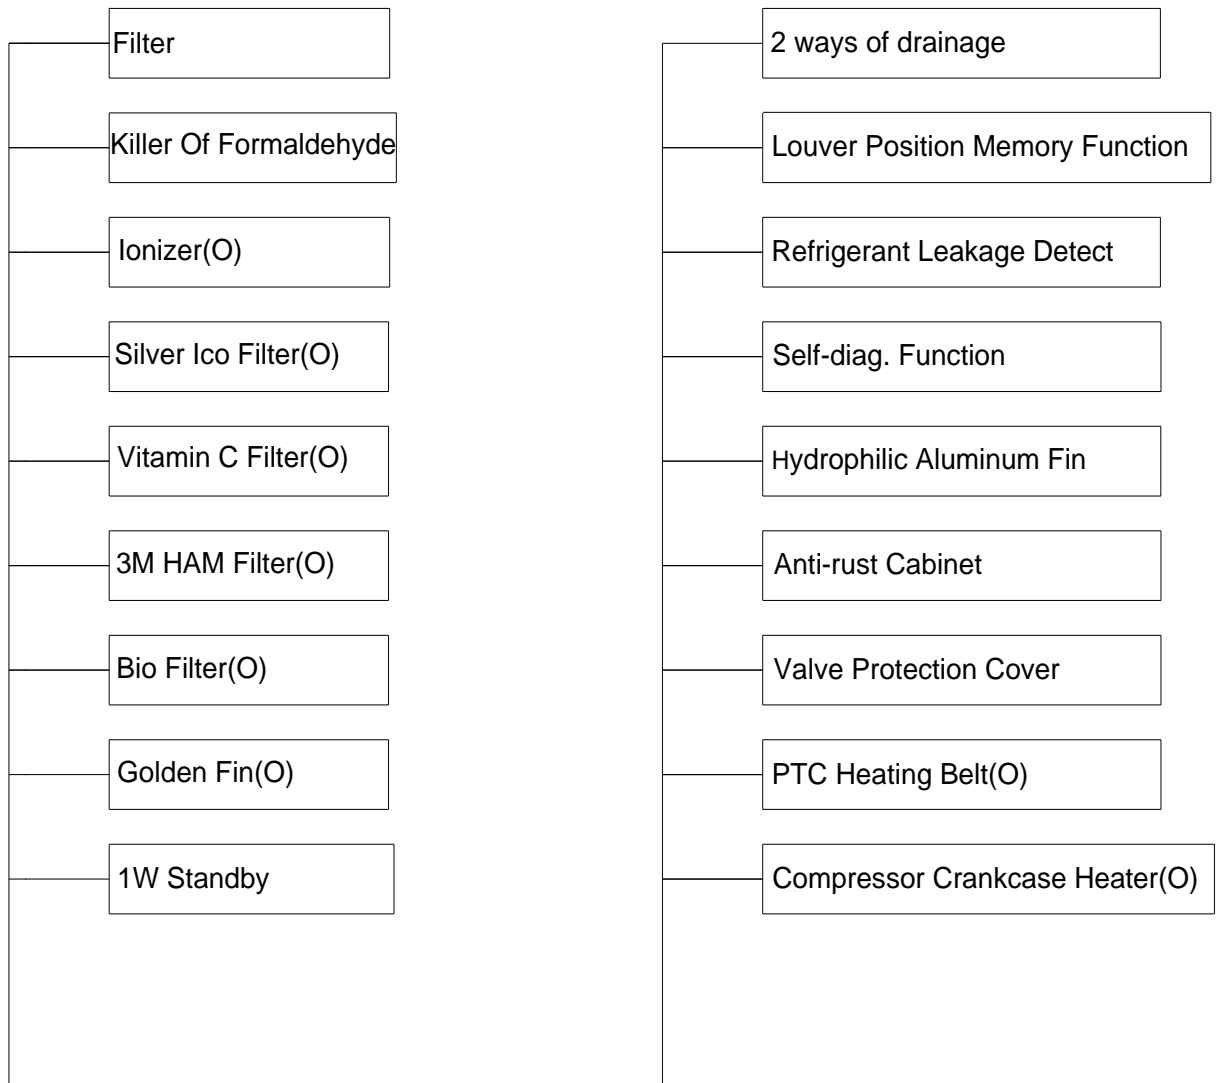 Filter
Killer Of Formaldehyde
Ionizer(O)
Silver Ico Filter(O)
Vitamin C Filter(O)
3M HAM Filter(O)
Bio Filter(O)
Golden Fin(O)
1W Standby
2 ways of drainage
Louver Position Memory Function
Refrigerant Leakage Detect
Self-diag. Function
Hydrophilic Aluminum Fin
Anti-rust Cabinet
Valve Protection Cover
PTC Heating Belt(O)
Compressor Crankcase Heater(O)